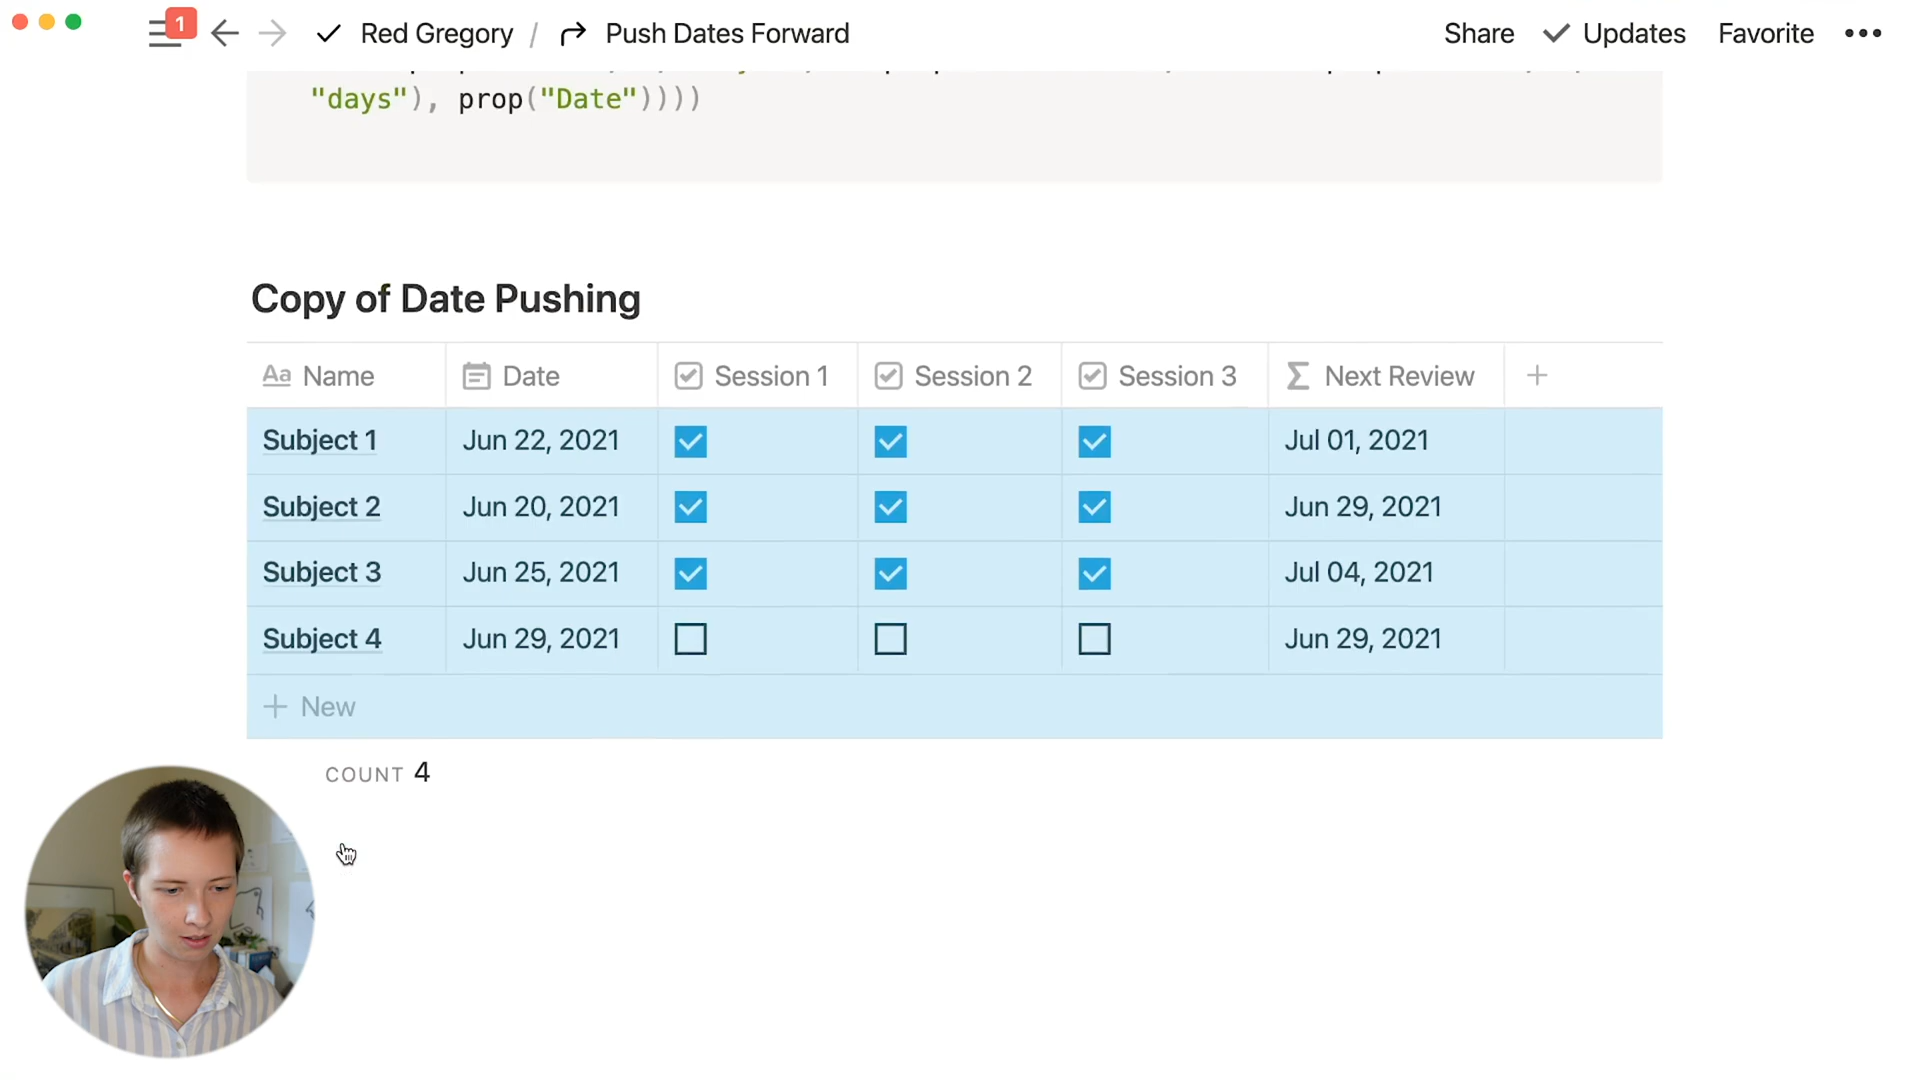 1
Red Gregory / Push Dates Forward
Share Updates Favorite
"days"), prop("Date"))))
Copy of Date Pushing
Aa Name Date Session 1 Session 2 Session 3 Σ Next Review +
Subject 1 Jun 22, 2021 Jul 01, 2021
Subject 2 Jun 20, 2021 Jun 29, 2021
Subject 3 Jun 25, 2021 Jul 04, 2021
Subject 4 Jun 29, 2021 Jun 29, 2021
+ New
COUNT 4